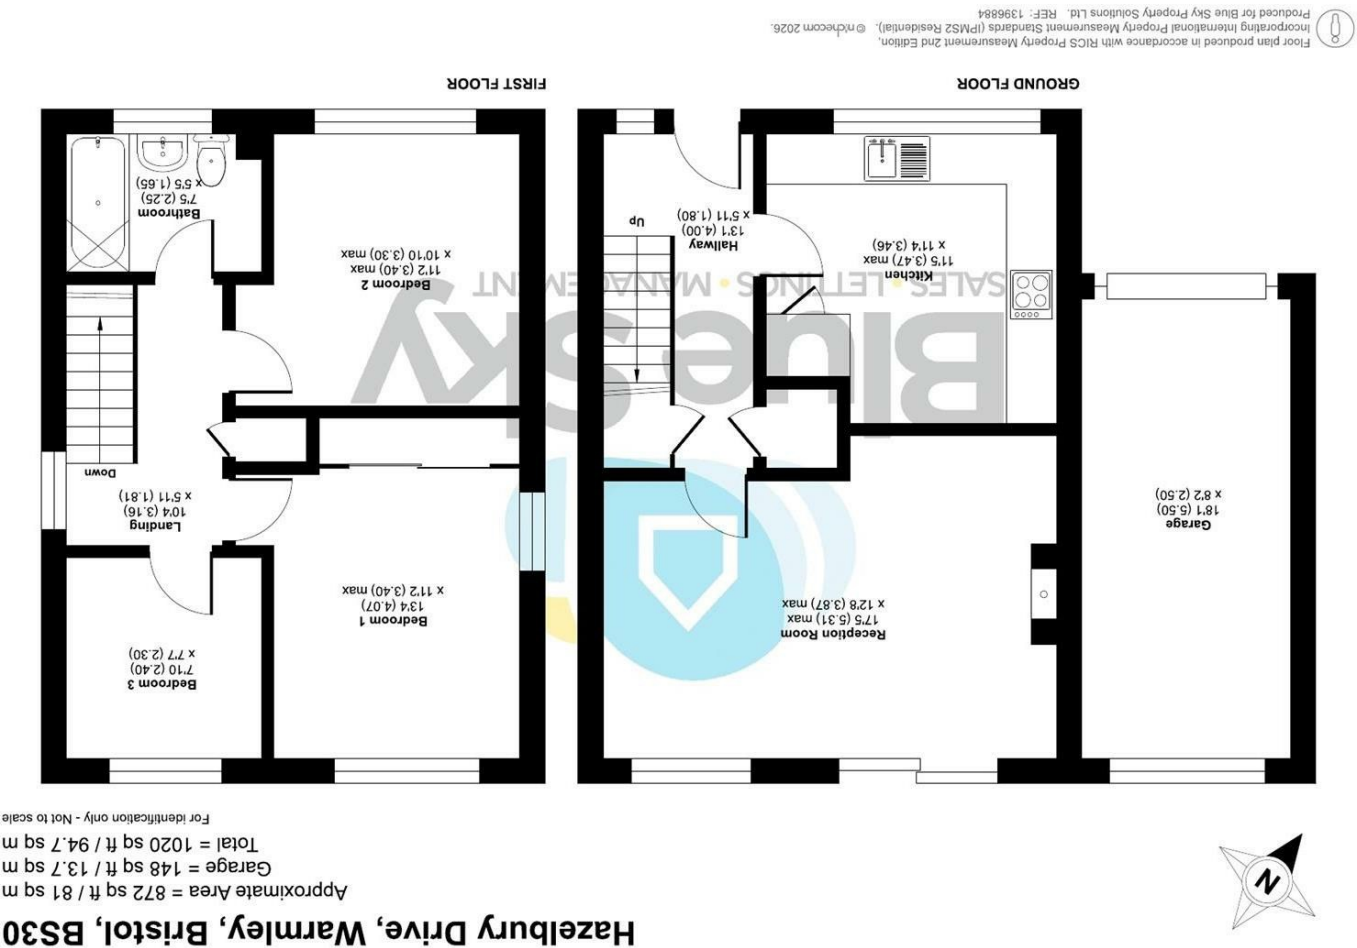 Hazelbury Drive, Warmley, Bristol, BS30
Approximate Area = 872 sq ft / 81 sq m
Garage = 148 sq ft / 13.7 sq m
Total = 1020 sq ft / 94.7 sq m
For identification only - Not to scale
N
Garage
18'1 (5.50)
x 8'2 (2.50)
Reception Room
17'5 (5.31) max
x 12'8 (3.87) max
Kitchen
11'5 (3.47) max
x 11'4 (3.46)
Hallway
13'1 (4.00)
x 5'11 (1.80)
Up
GROUND FLOOR
Bedroom 1
13'4 (4.07)
x 11'2 (3.40) max
Bedroom 3
7'10 (2.40)
x 7'7 (2.30)
Landing
10'4 (3.16)
x 5'11 (1.81)
Down
Bedroom 2
11'2 (3.40) max
x 10'10 (3.30) max
Bathroom
7'5 (2.25)
x 5'5 (1.65)
FIRST FLOOR
Blue Sky
SALES · LETTINGS · MANAGEMENT
Floor plan produced in accordance with RICS Property Measurement 2nd Edition,
Incorporating International Property Measurement Standards (IPMS2 Residential). © nichecom 2026.
Produced for Blue Sky Property Solutions Ltd. REF: 1396884